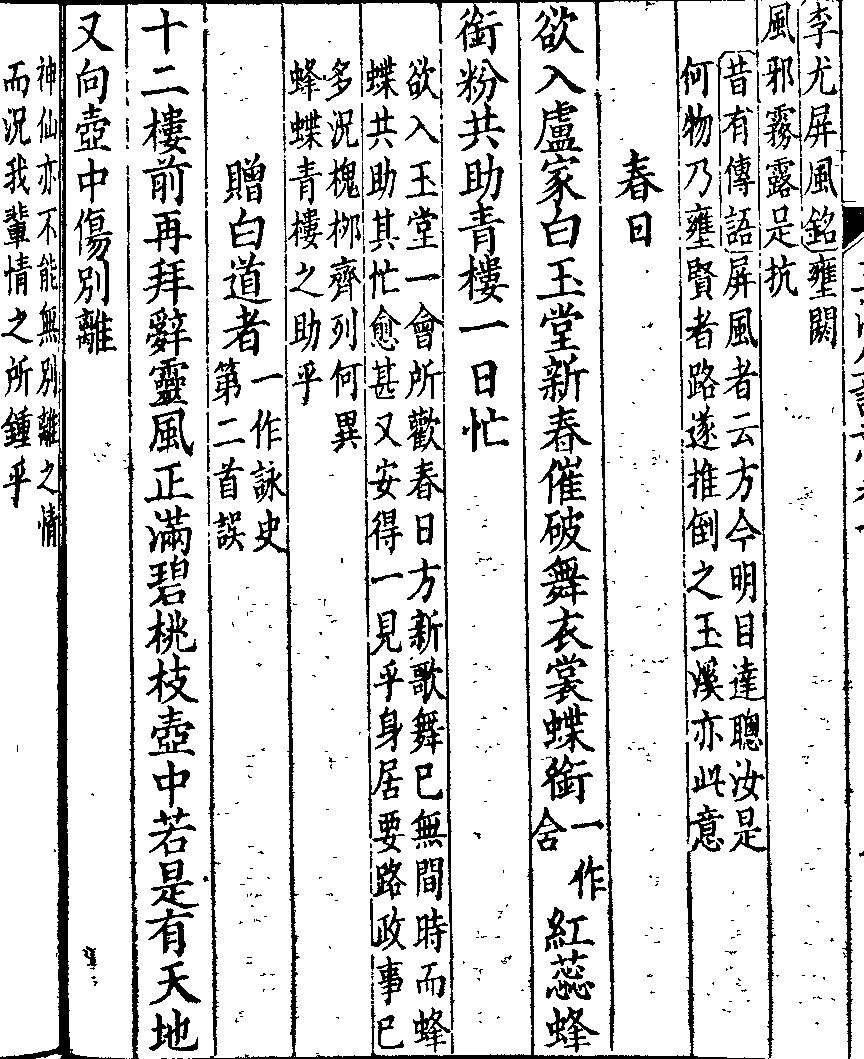 李尤屏風銘壅閼
風邪霧露是抗
昔有傳語屏風者云方今明目達聰汝是
何物乃壅賢者路遂推倒之玉溪亦此意
春日
欲入盧家白玉堂新春催破舞衣裳蝶銜一作含紅蕊蜂
銜粉共助青樓一日忙
欲入玉堂一會所歡春日方新歌舞已無間時而蜂
蝶共助其忙愈甚又安得一見乎身居要路政事已
多況槐栁齊列何異
蜂蝶青樓之助乎
贈白道者一作詠史
第二首誤
十二樓前再拜辭靈風正滿碧桃枝壺中若是有天地
又向壺中傷別離
神仙亦不能無別離之情
而況我輩情之所鍾乎